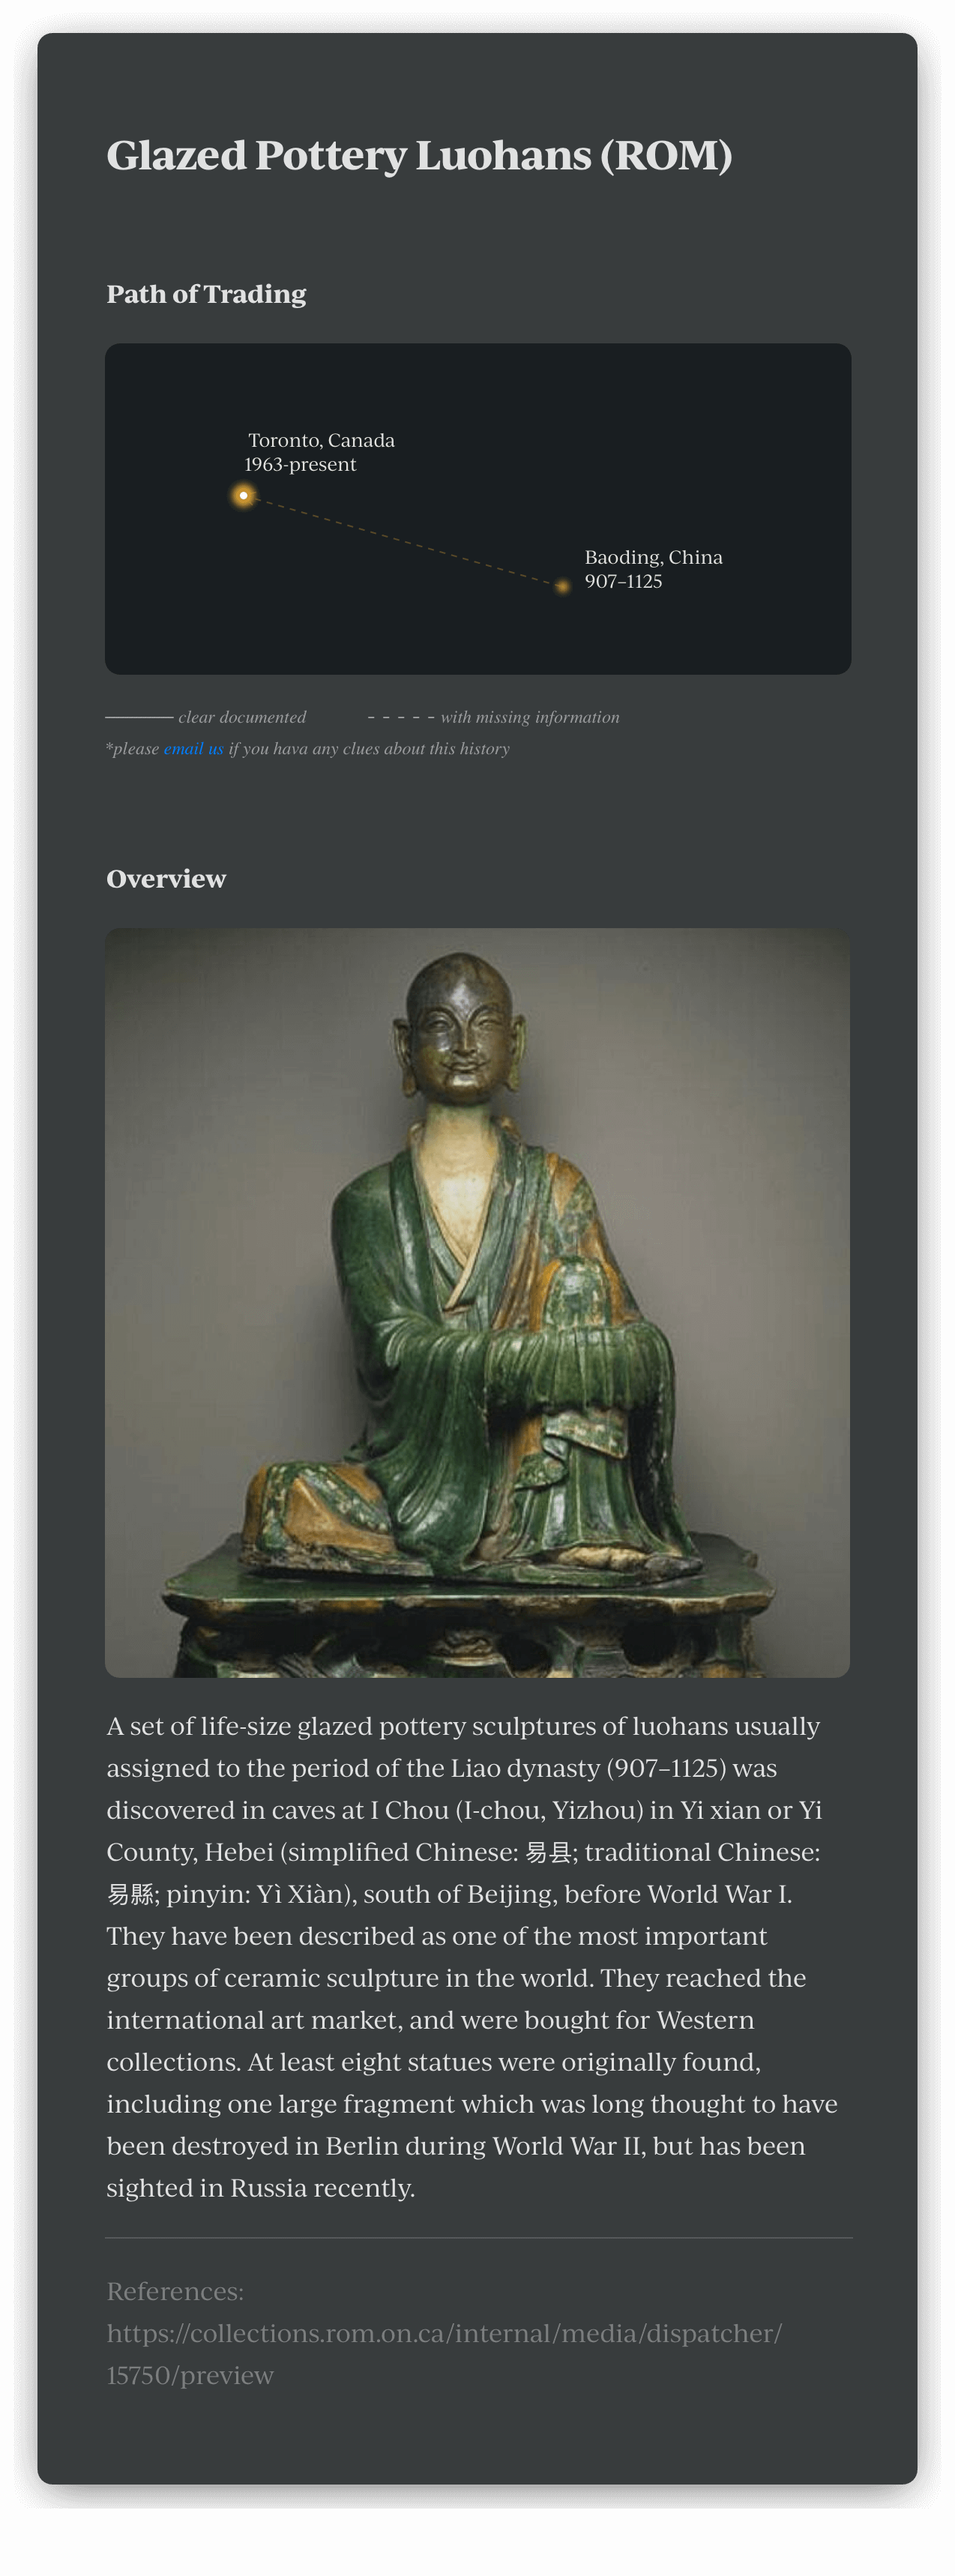 Glazed Pottery Luohans (ROM)
Path of Trading
Toronto, Canada
1963-present
Baoding, China
907–1125
clear documented
with missing information
*please email us if you hava any clues about this history
Overview
A set of life-size glazed pottery sculptures of luohans usually
assigned to the period of the Liao dynasty (907–1125) was
discovered in caves at I Chou (I-chou, Yizhou) in Yi xian or Yi
County, Hebei (simplified Chinese: 易县; traditional Chinese:
易縣; pinyin: Yì Xiàn), south of Beijing, before World War I.
They have been described as one of the most important
groups of ceramic sculpture in the world. They reached the
international art market, and were bought for Western
collections. At least eight statues were originally found,
including one large fragment which was long thought to have
been destroyed in Berlin during World War II, but has been
sighted in Russia recently.
References:
https://collections.rom.on.ca/internal/media/dispatcher/
15750/preview